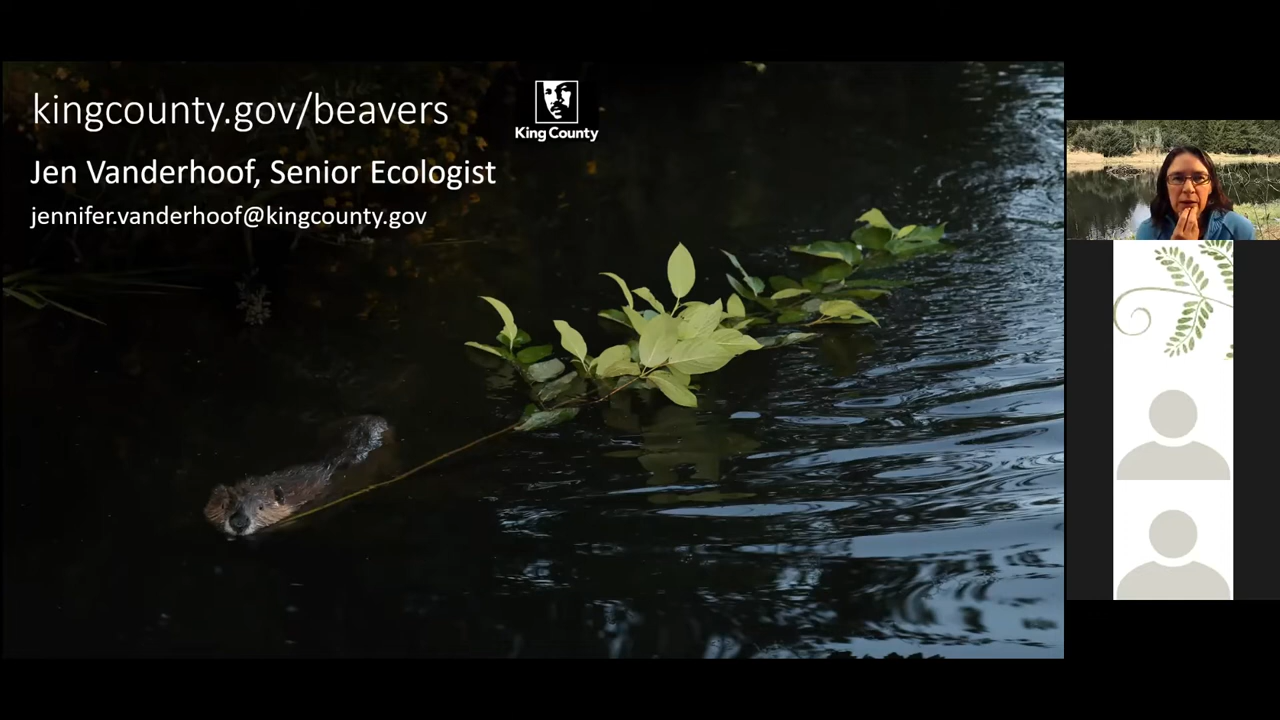 kingcounty.gov/beavers
King County
Jen Vanderhoof, Senior Ecologist
jennifer.vanderhoof@kingcounty.gov